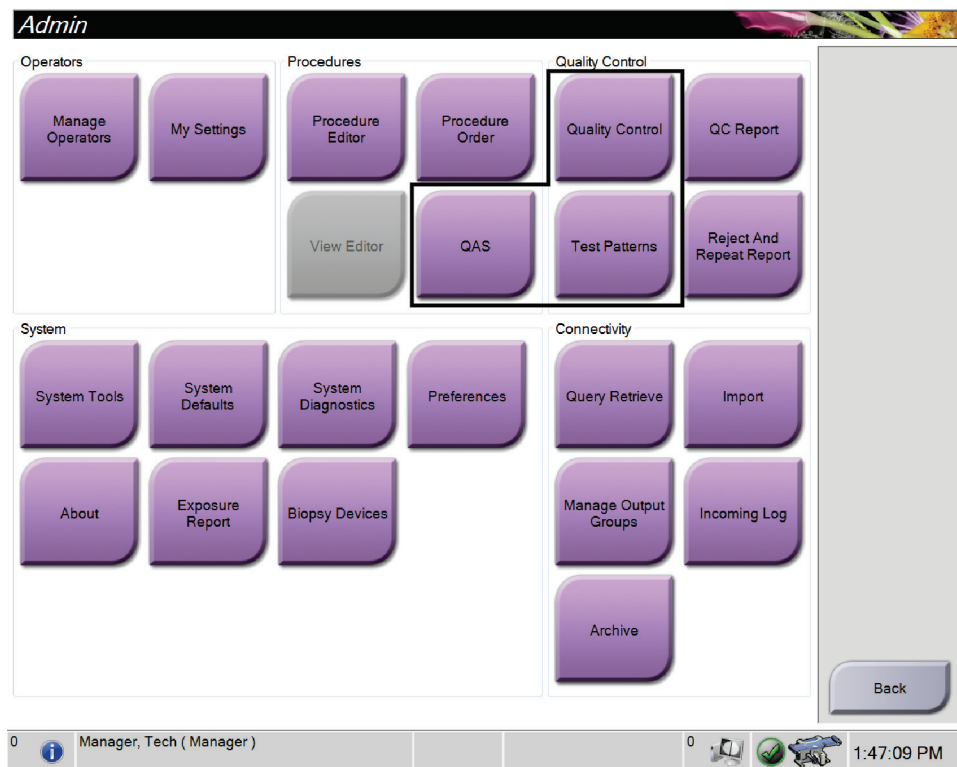 Admin
Operators
Procedures
Quality Control
Manage
Operators
My Settings
Procedure
Editor
Procedure
Order
Quality Control
QC Report
View Editor
QAS
Test Patterns
Reject And
Repeat Report
System
Connectivity
System Tools
System
Defaults
System
Diagnostics
Preferences
Query Retrieve
Import
About
Exposure
Report
Biopsy Devices
Manage Output
Groups
Incoming Log
Archive
Back
0
Manager, Tech ( Manager )
0
1:47:09 PM